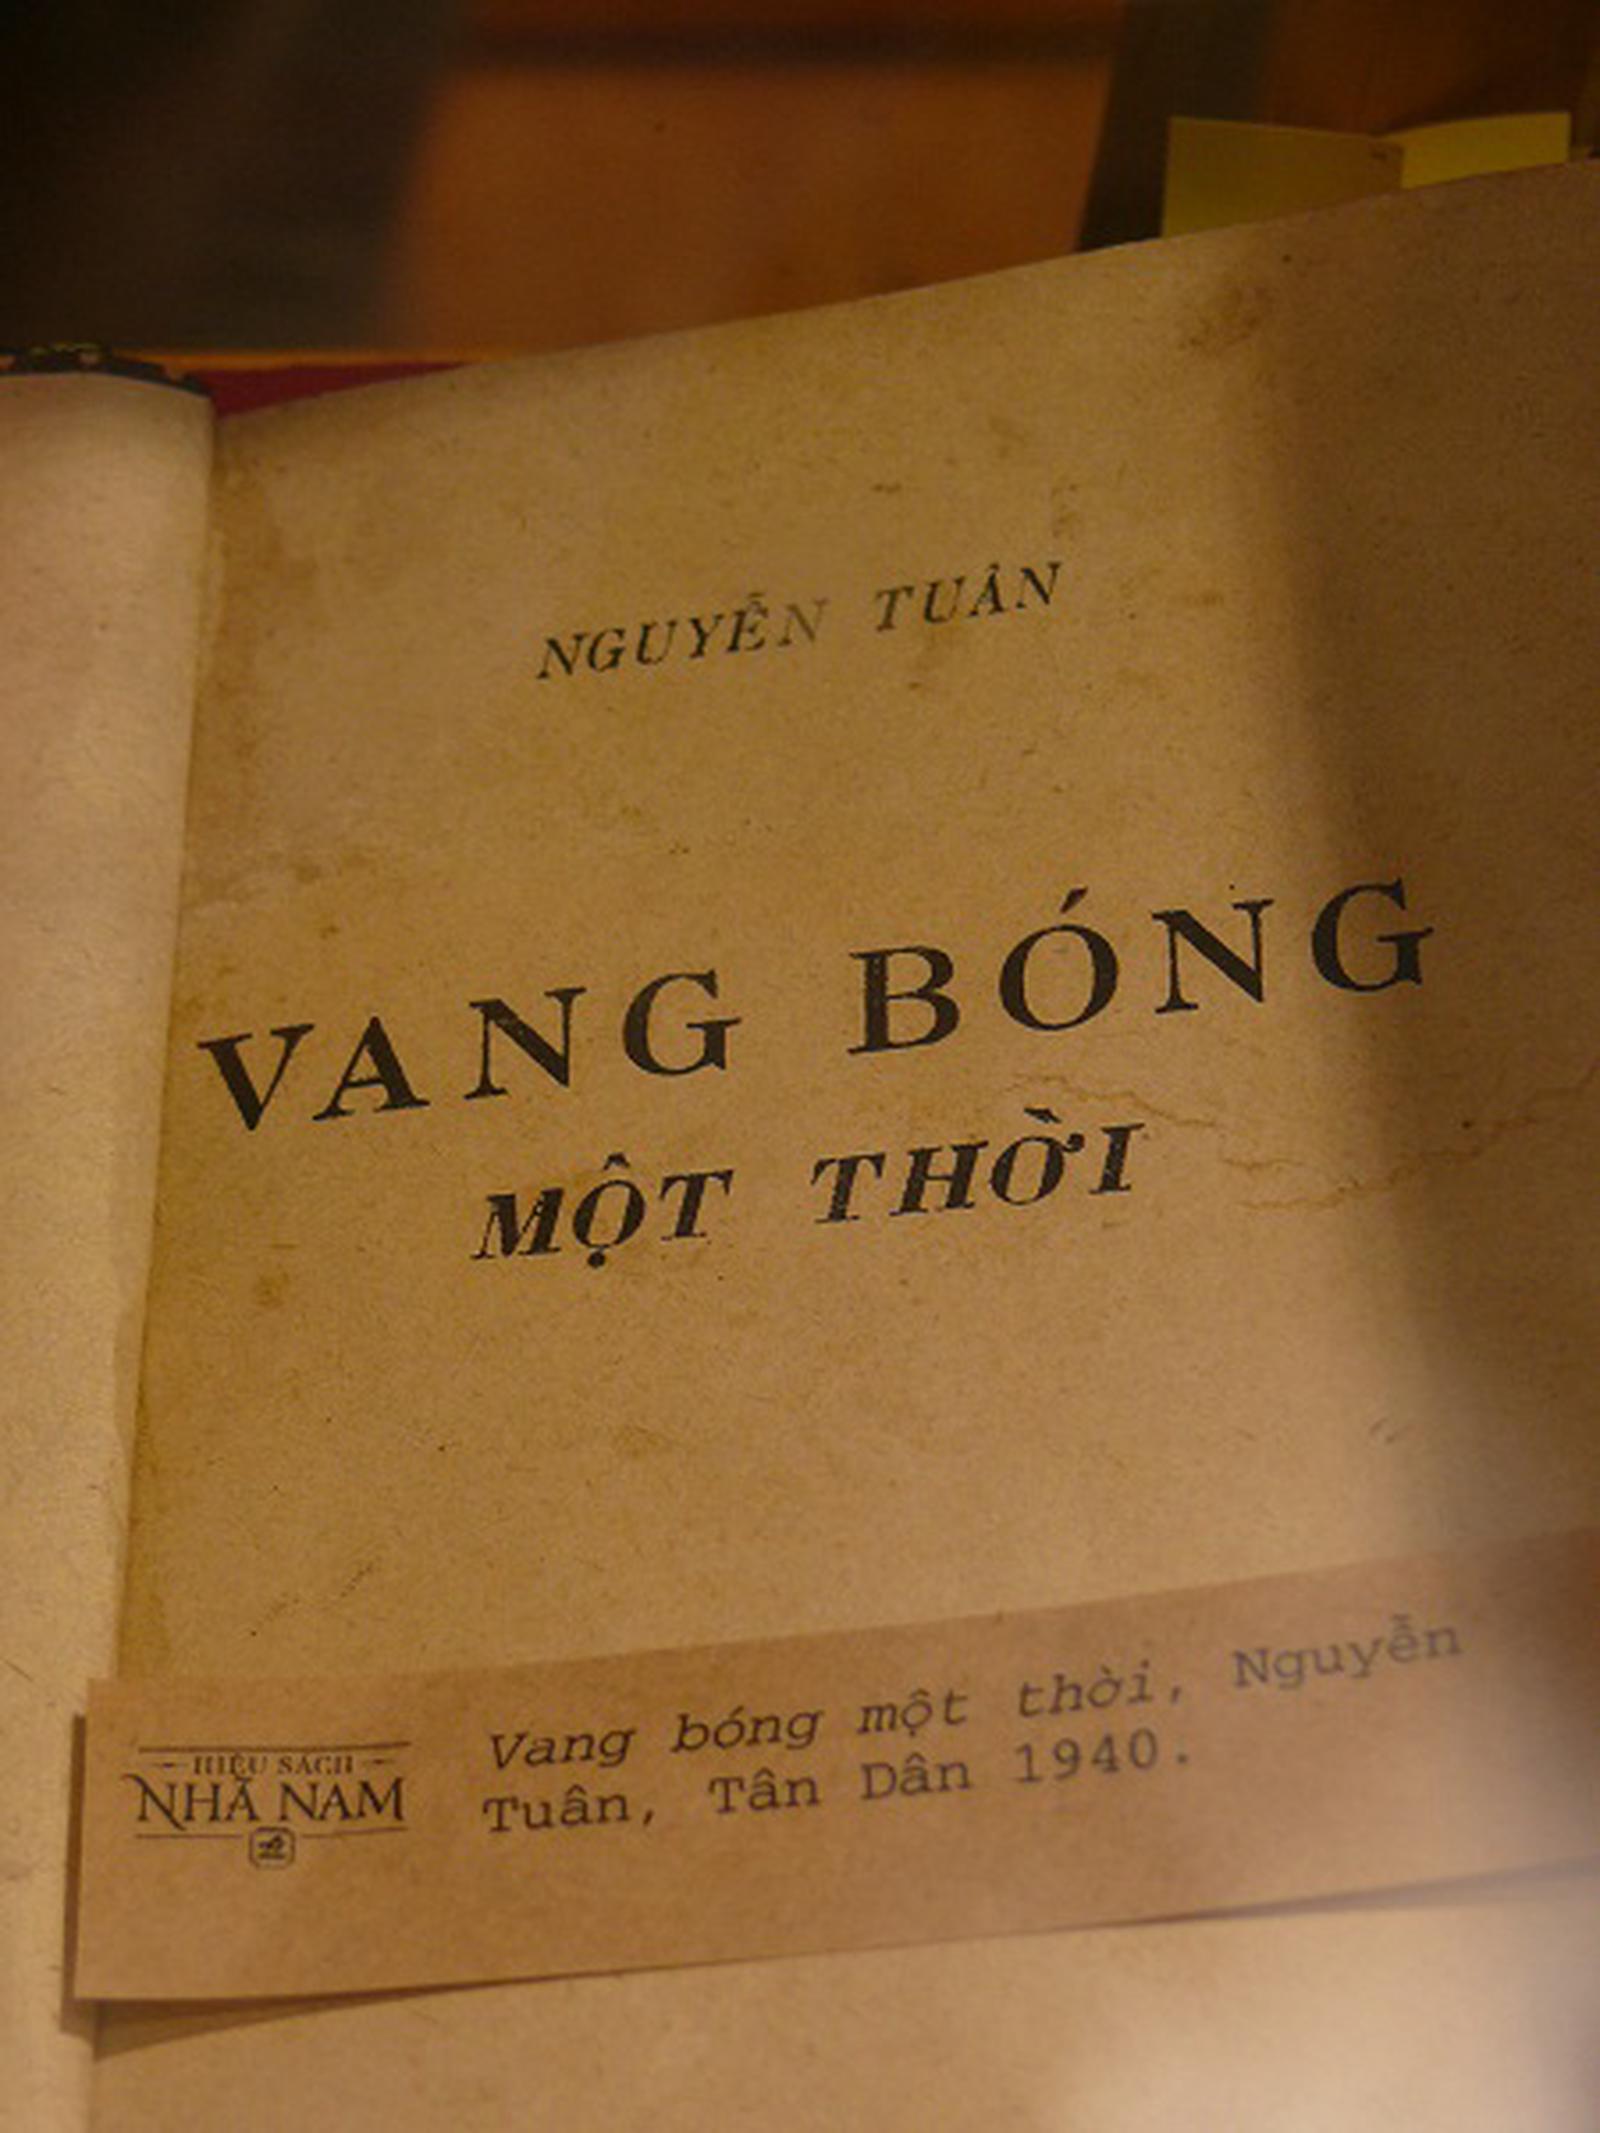 NGUYỄN TUÂN
VANG BÓNG
MỘT THỜI
HIỆU SÁCH
NHÃ NAM
Vang bóng một thời, Nguyễn
Tuân, Tân Dân 1940.